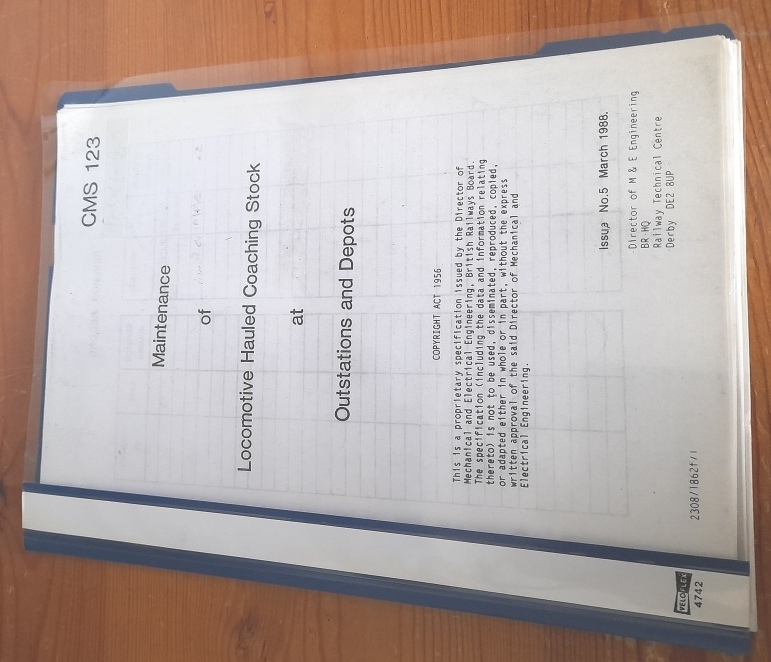 CMS 123
Maintenance
of
Locomotive Hauled Coaching Stock
at
Outstations and Depots
COPYRIGHT ACT 1956
This is a proprietary specification issued by the Director of
Mechanical and Electrical Engineering, British Railways Board.
The specification (including the data and information relating
thereto) is not to be used, disseminated, reproduced, copied,
or adapted either in whole or in part, without the express
written approval of the said Director of Mechanical and
Electrical Engineering.
Issue No.5 March 1988.
Director of M & E Engineering
BR-HQ
Railway Technical Centre
Derby DE2 8UP
2308/1862f/1
VELOFLEX
4742